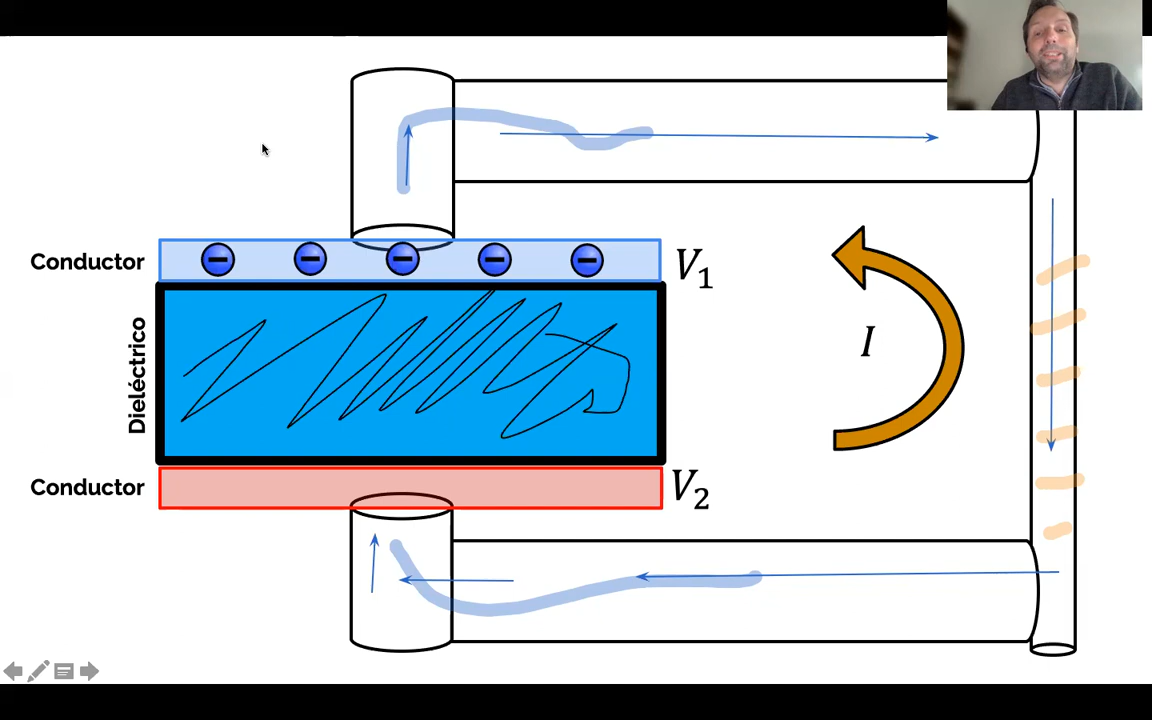 Conductor
V₁
Dieléctrico
I
Conductor
V₂